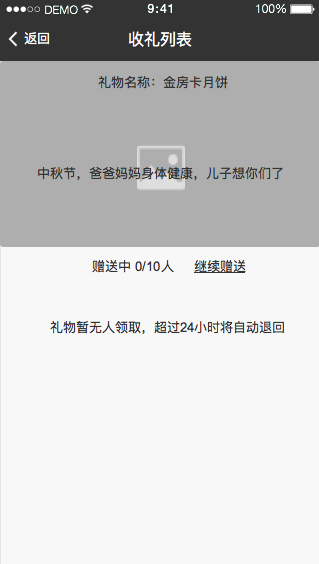 DEMO 9:41 100%
返回 收礼列表
礼物名称：金房卡月饼
中秋节，爸爸妈妈身体健康，儿子想你们了
赠送中 0/10人 继续赠送
礼物暂无人领取，超过24小时将自动退回